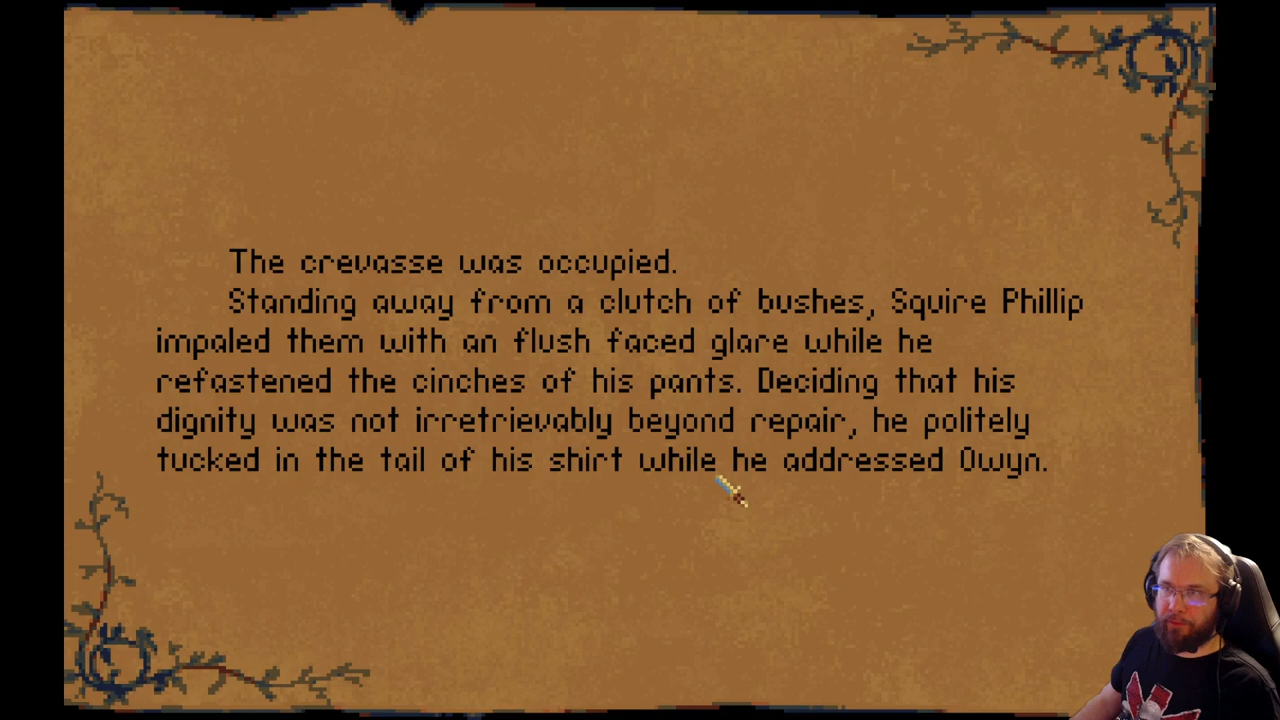 The crevasse was occupied.
Standing away from a clutch of bushes, Squire Phillip
impaled them with an flush faced glare while he
refastened the cinches of his pants. Deciding that his
dignity was not irretrievably beyond repair, he politely
tucked in the tail of his shirt while he addressed Owyn.